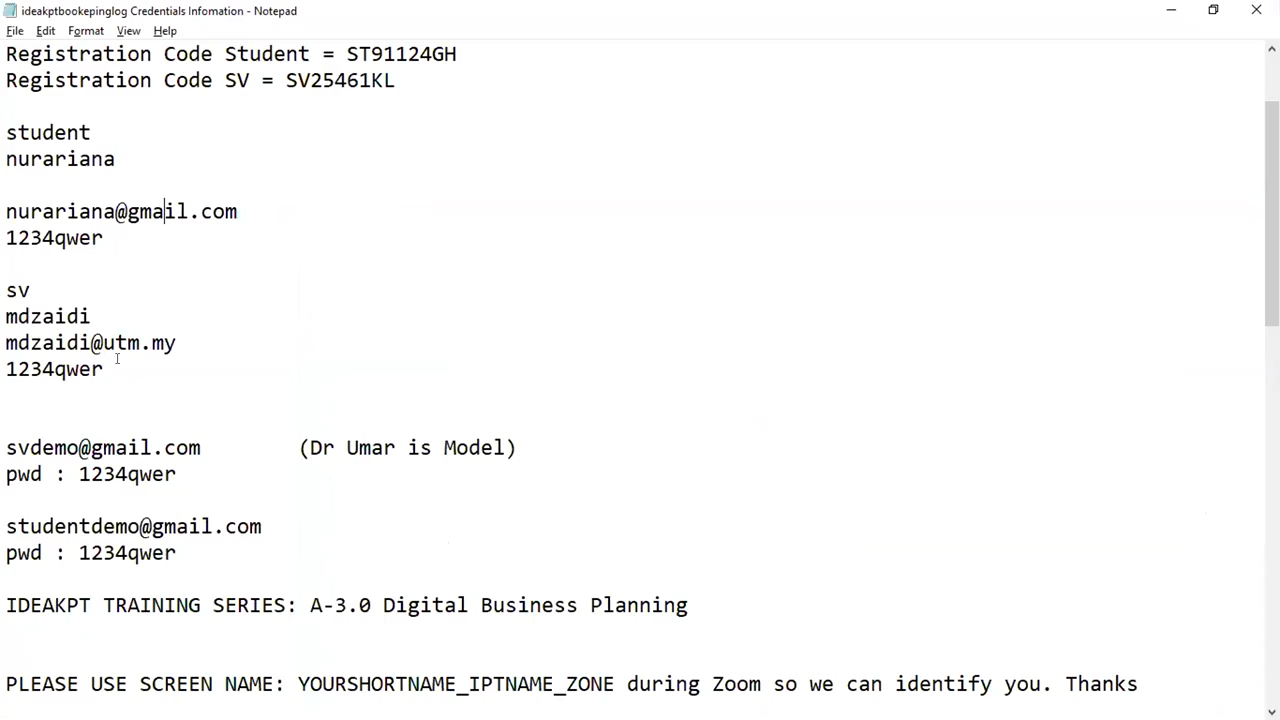 ideakptbookepinglog Credentials Infomation - Notepad
File Edit Format View Help
Registration Code Student = ST91124GH
Registration Code SV = SV25461KL
student
nurariana
nurariana@gmail.com
1234qwer
sv
mdzaidi
mdzaidi@utm.my
1234qwer
svdemo@gmail.com (Dr Umar is Model)
pwd : 1234qwer
studentdemo@gmail.com
pwd : 1234qwer
IDEAKPT TRAINING SERIES: A-3.0 Digital Business Planning
PLEASE USE SCREEN NAME: YOURSHORTNAME_IPTNAME_ZONE during Zoom so we can identify you. Thanks